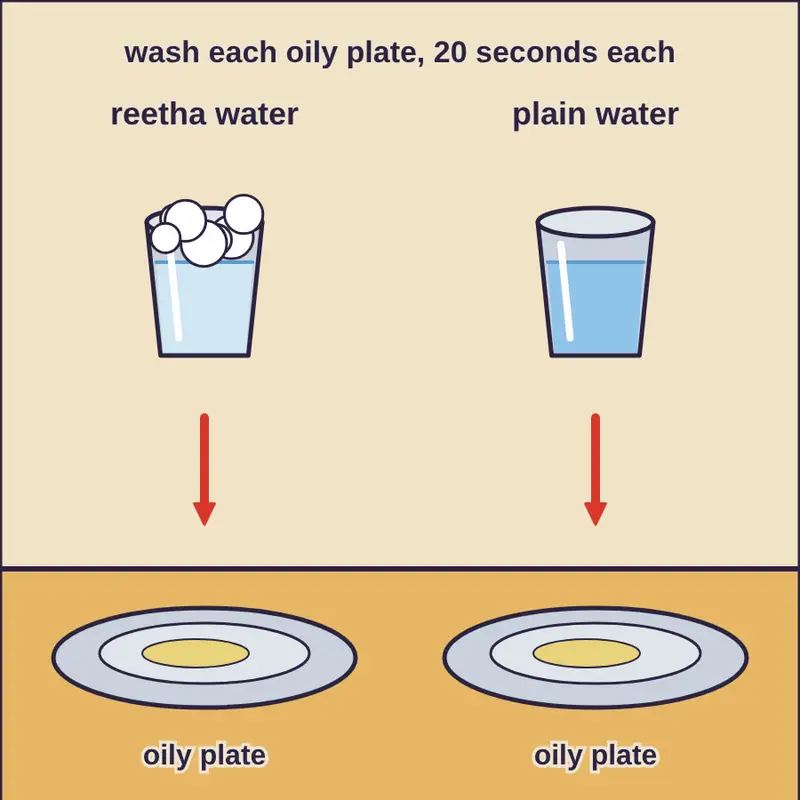 wash each oily plate, 20 seconds each
reetha water
plain water
oily plate
oily plate